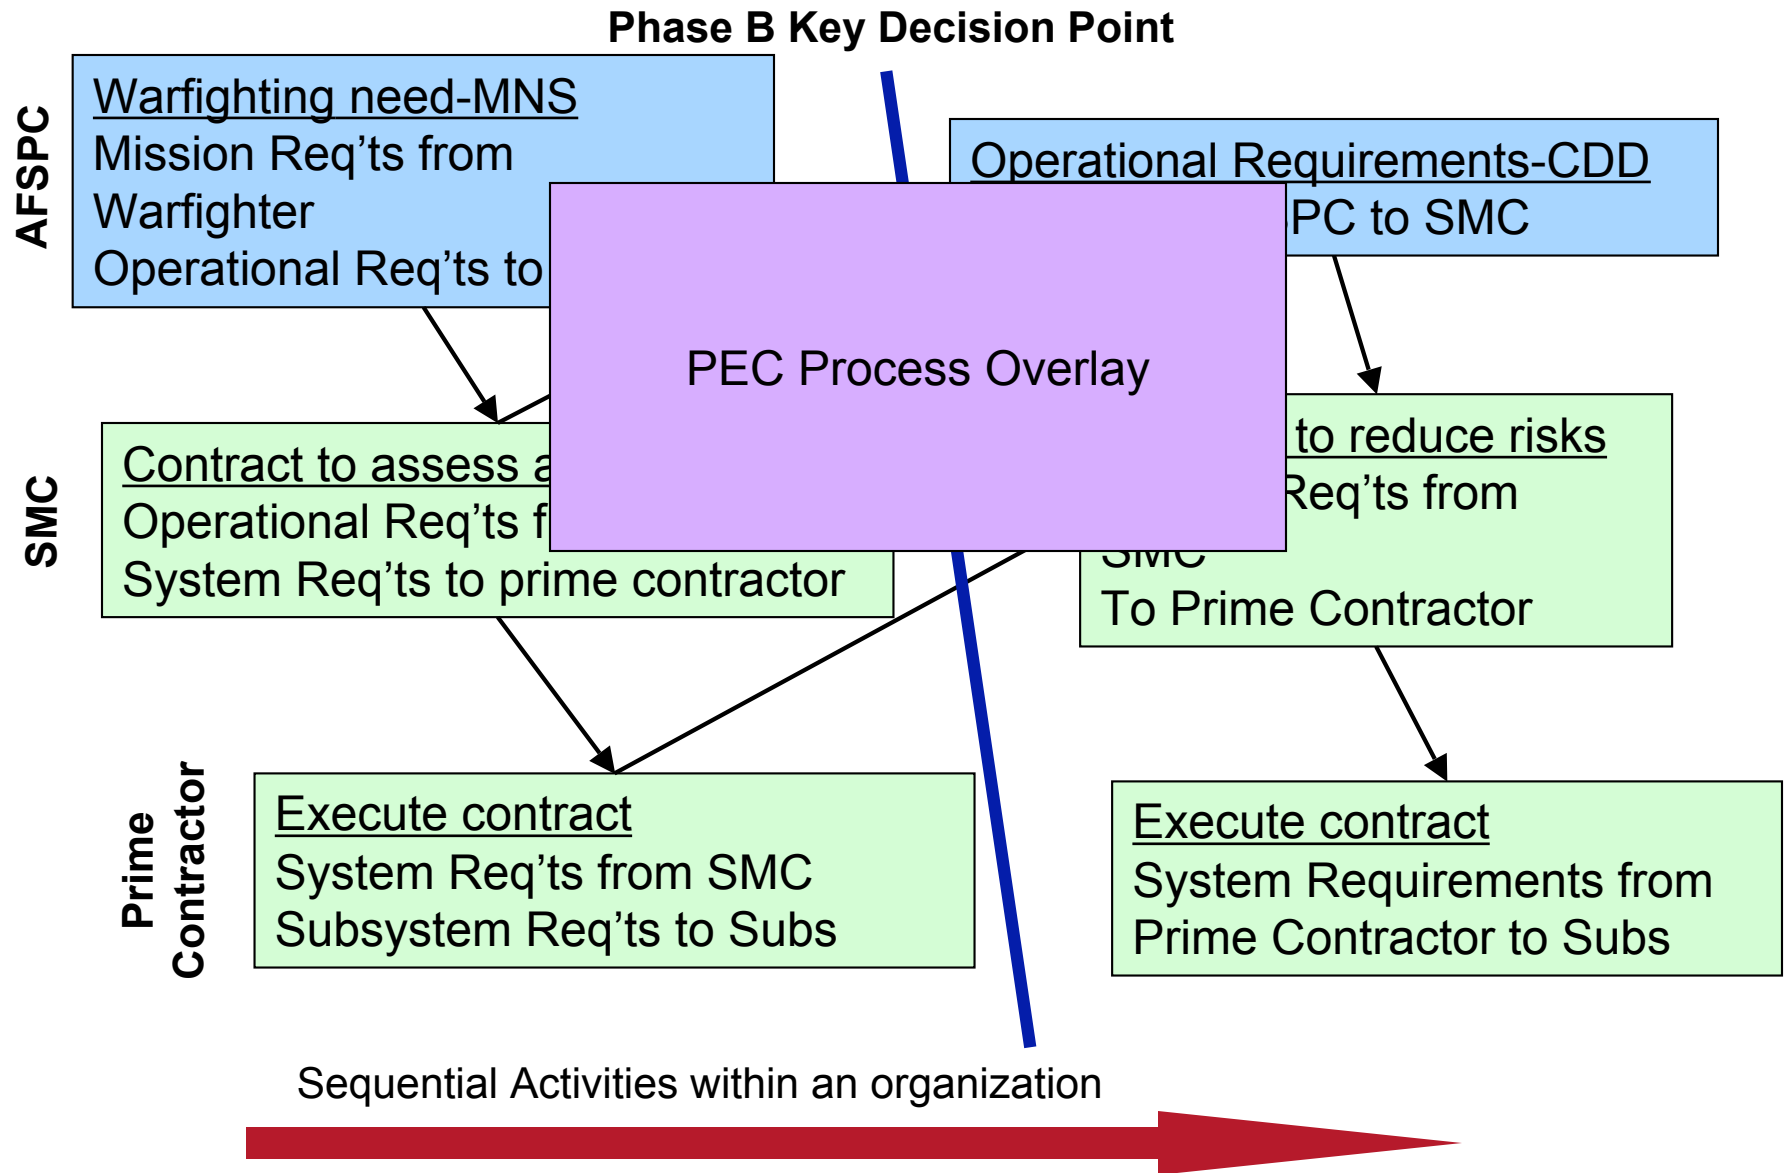 Phase B Key Decision Point
AFSPC
Warfighting need-MNS
Mission Req'ts from
Warfighter
Operational Req'ts to
Operational Requirements-CDD
to SMC
PEC Process Overlay
SMC
Contract to assess
Operational Req'ts
System Req'ts to prime contractor
to reduce risks
Req'ts from
SMC
To Prime Contractor
Prime
Contractor
Execute contract
System Req'ts from SMC
Subsystem Req'ts to Subs
Execute contract
System Requirements from
Prime Contractor to Subs
Sequential Activities within an organization